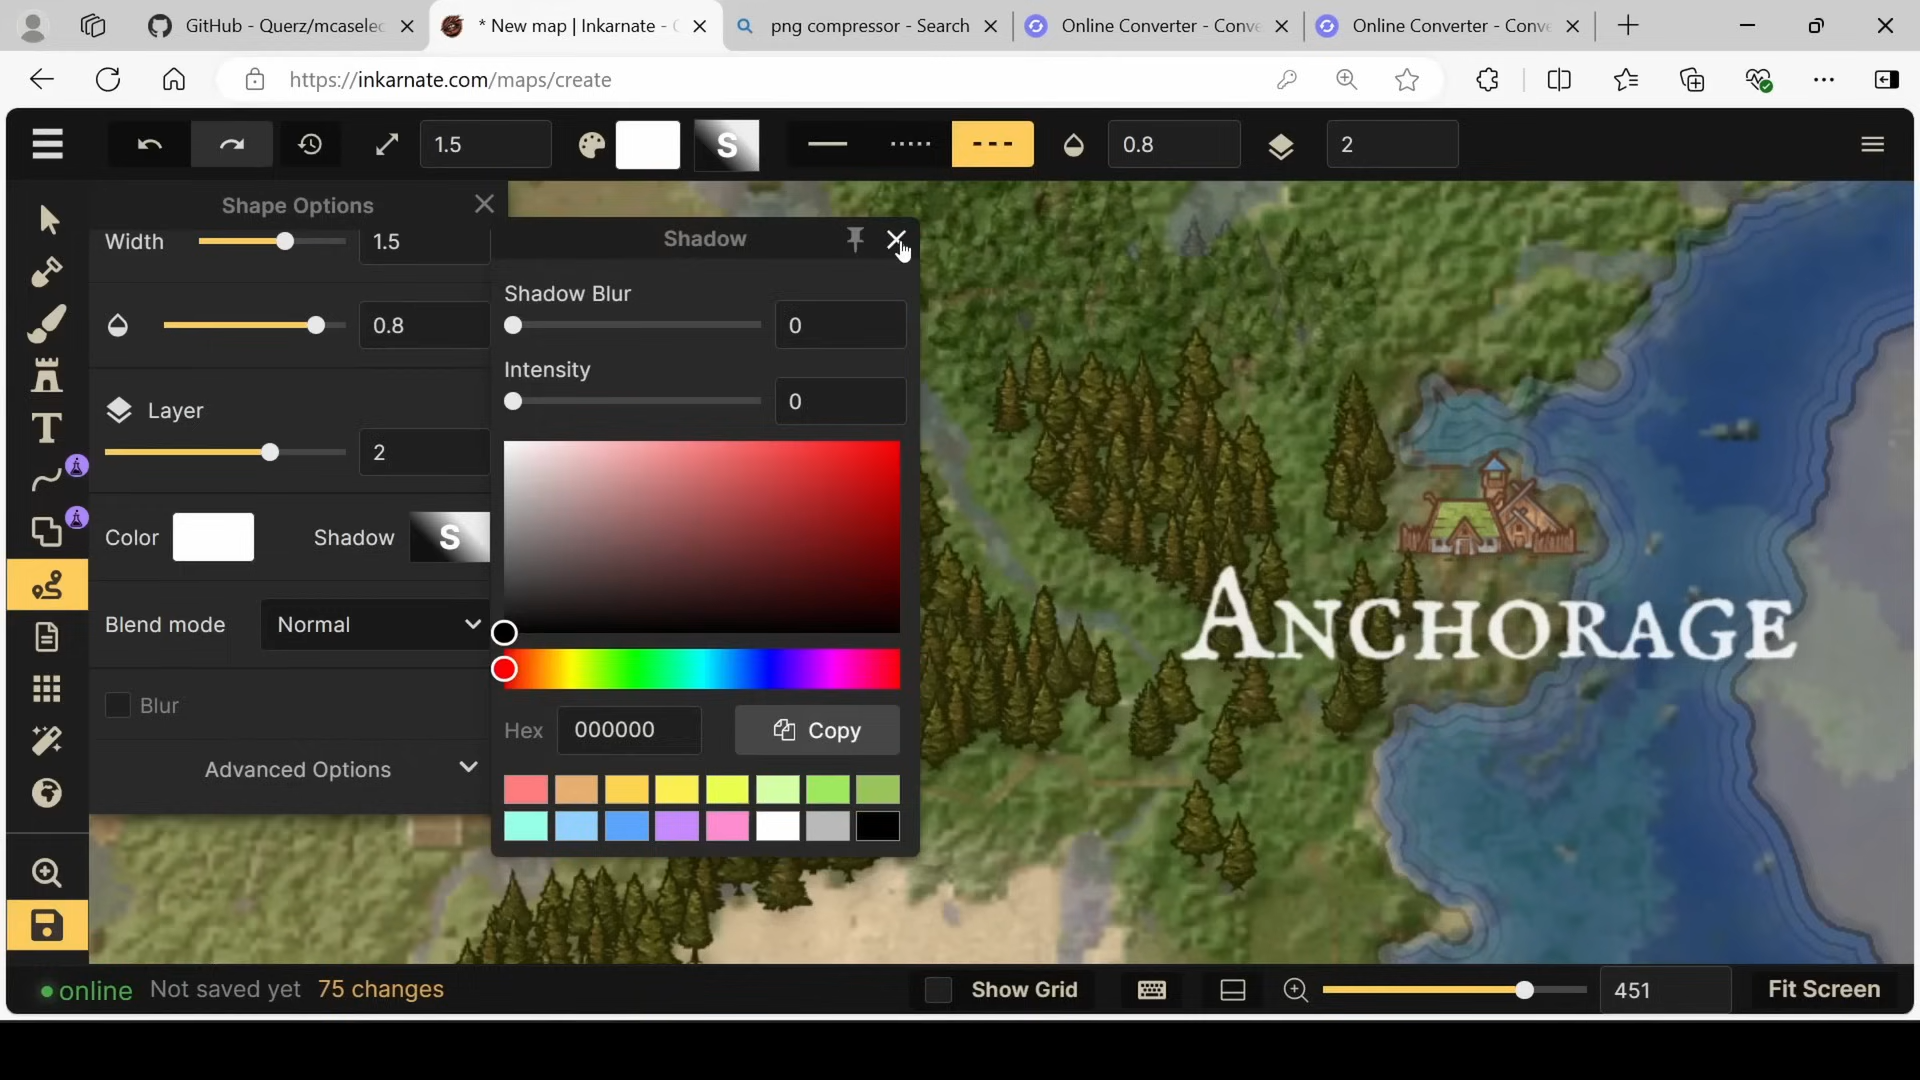 GitHub - Querz/mcaselec
* New map | Inkarnate -
png compressor - Search
Online Converter - Conve
Online Converter - Conve
https://inkarnate.com/maps/create
1.5
S
0.8
2
Shape Options
Width
1.5
0.8
Layer
2
Color
Shadow
S
Blend mode
Normal
Blur
Advanced Options
Shadow
Shadow Blur
0
Intensity
0
Hex
000000
Copy
ANCHORAGE
T
online
Not saved yet
75 changes
Show Grid
451
Fit Screen